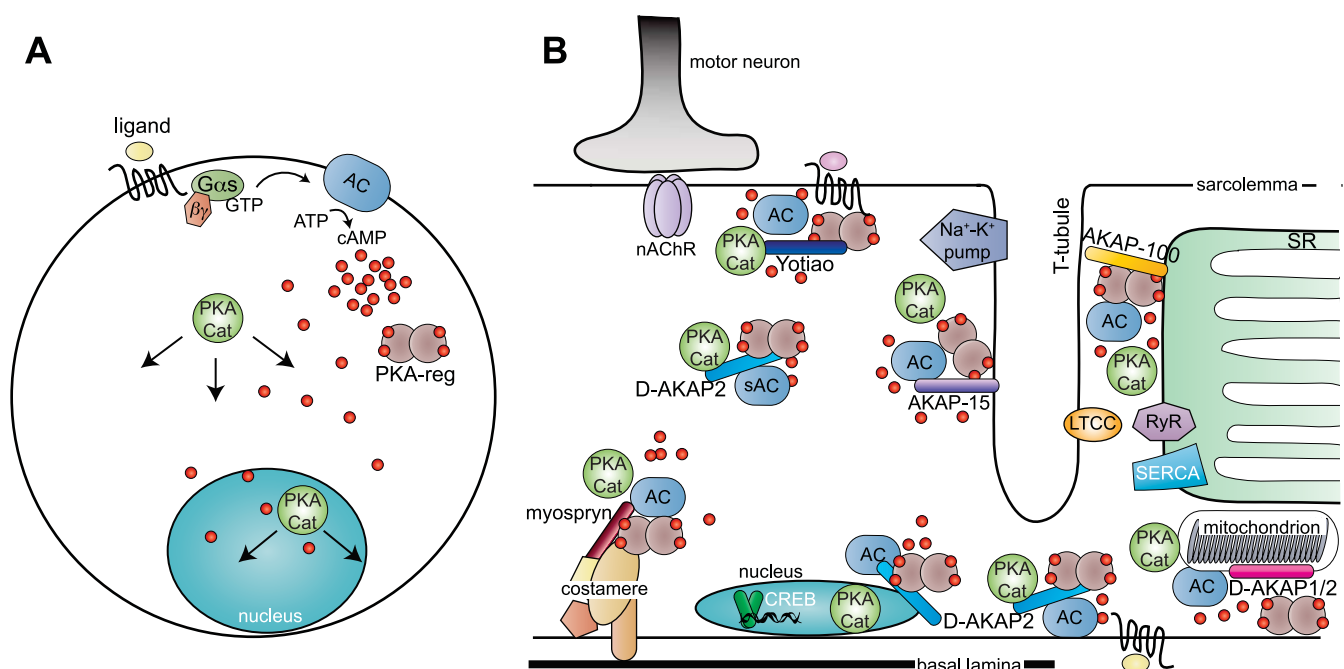 A
ligand
Gαs
βγ
GTP
AC
ATP
cAMP
PKA
Cat
PKA-reg
PKA
Cat
nucleus
B
motor neuron
nAChR
AC
PKA
Cat
Yotiao
Na⁺-K⁺
pump
T-tubule
sarcolemma
AKAP-100
SR
AC
PKA
Cat
LTCC
RyR
SERCA
PKA
Cat
D-AKAP2
sAC
PKA
Cat
AC
AKAP-15
PKA
Cat
AC
myospryn
costamere
nucleus
CREB
PKA
Cat
AC
D-AKAP2
PKA
Cat
AC
PKA
Cat
mitochondrion
AC
D-AKAP1/2
basal lamina